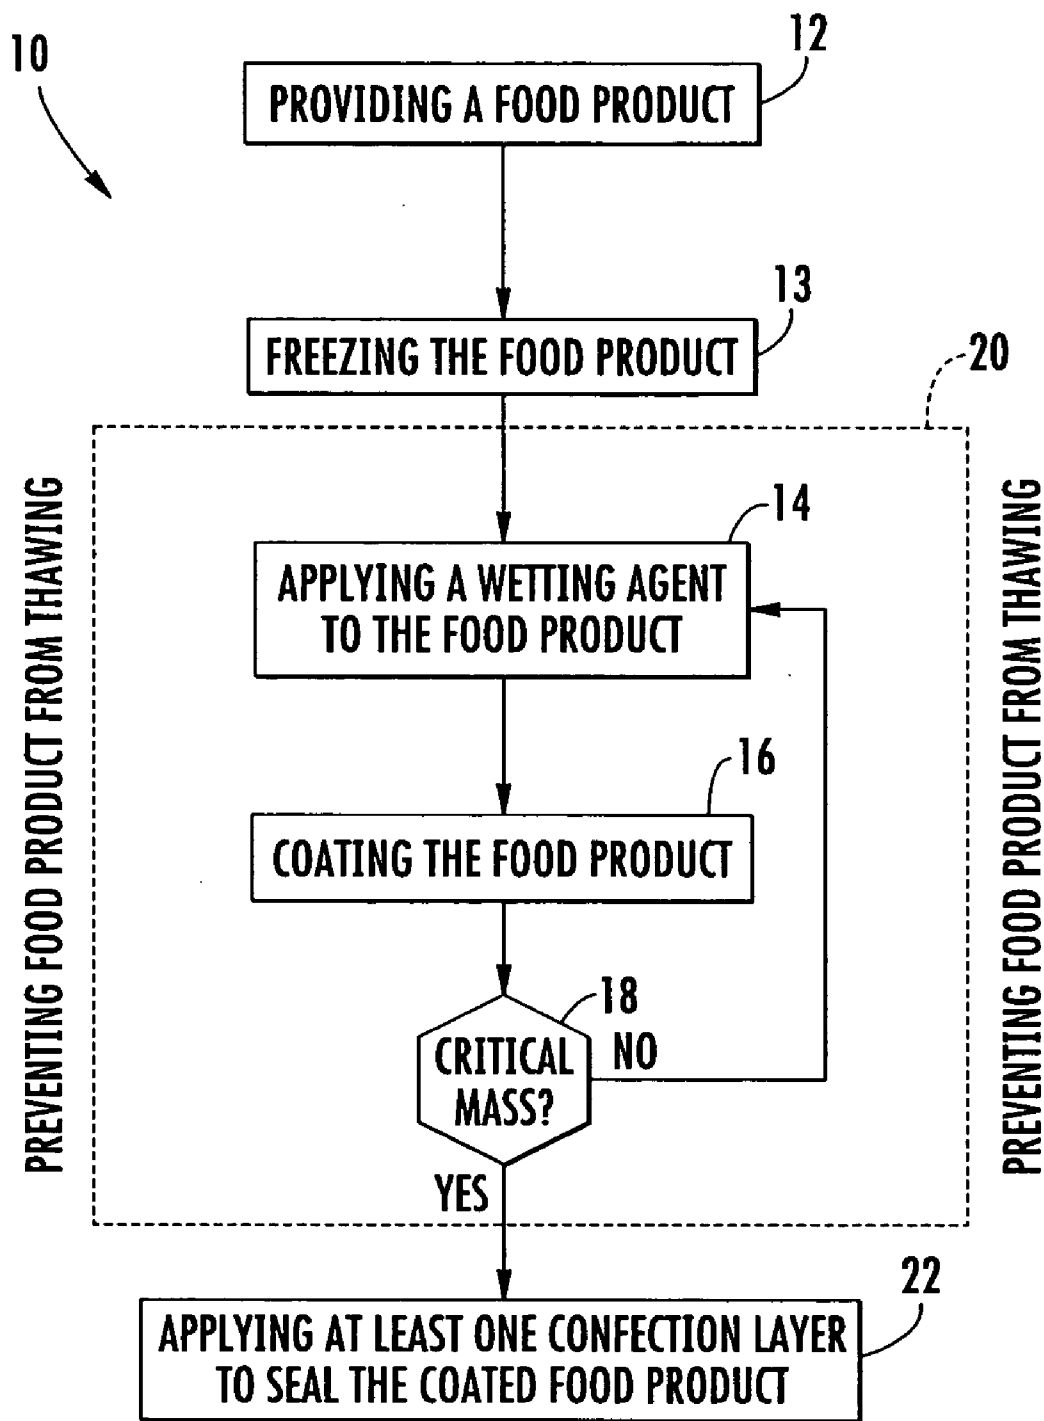 10
12
PROVIDING A FOOD PRODUCT
13
FREEZING THE FOOD PRODUCT
20
PREVENTING FOOD PRODUCT FROM THAWING
14
APPLYING A WETTING AGENT
TO THE FOOD PRODUCT
16
COATING THE FOOD PRODUCT
18
CRITICAL
MASS?
NO
YES
PREVENTING FOOD PRODUCT FROM THAWING
22
APPLYING AT LEAST ONE CONFECTION LAYER
TO SEAL THE COATED FOOD PRODUCT